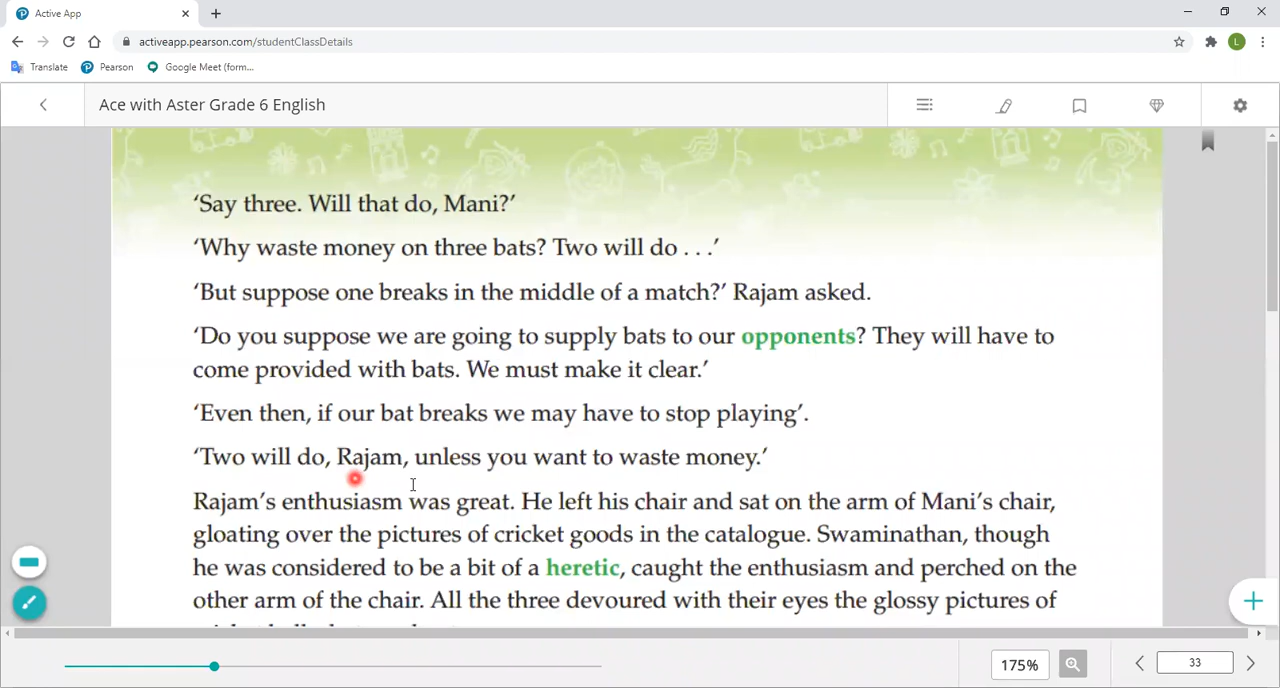 Active App
activeapp.pearson.com/studentClassDetails
L
Translate
Pearson
Google Meet (form...
Ace with Aster Grade 6 English
‘Say three. Will that do, Mani?’
‘Why waste money on three bats? Two will do . . .’
‘But suppose one breaks in the middle of a match?’ Rajam asked.
‘Do you suppose we are going to supply bats to our opponents? They will have to
come provided with bats. We must make it clear.’
‘Even then, if our bat breaks we may have to stop playing’.
‘Two will do, Rajam, unless you want to waste money.’
Rajam’s enthusiasm was great. He left his chair and sat on the arm of Mani’s chair,
gloating over the pictures of cricket goods in the catalogue. Swaminathan, though
he was considered to be a bit of a heretic, caught the enthusiasm and perched on the
other arm of the chair. All the three devoured with their eyes the glossy pictures of
175%
33